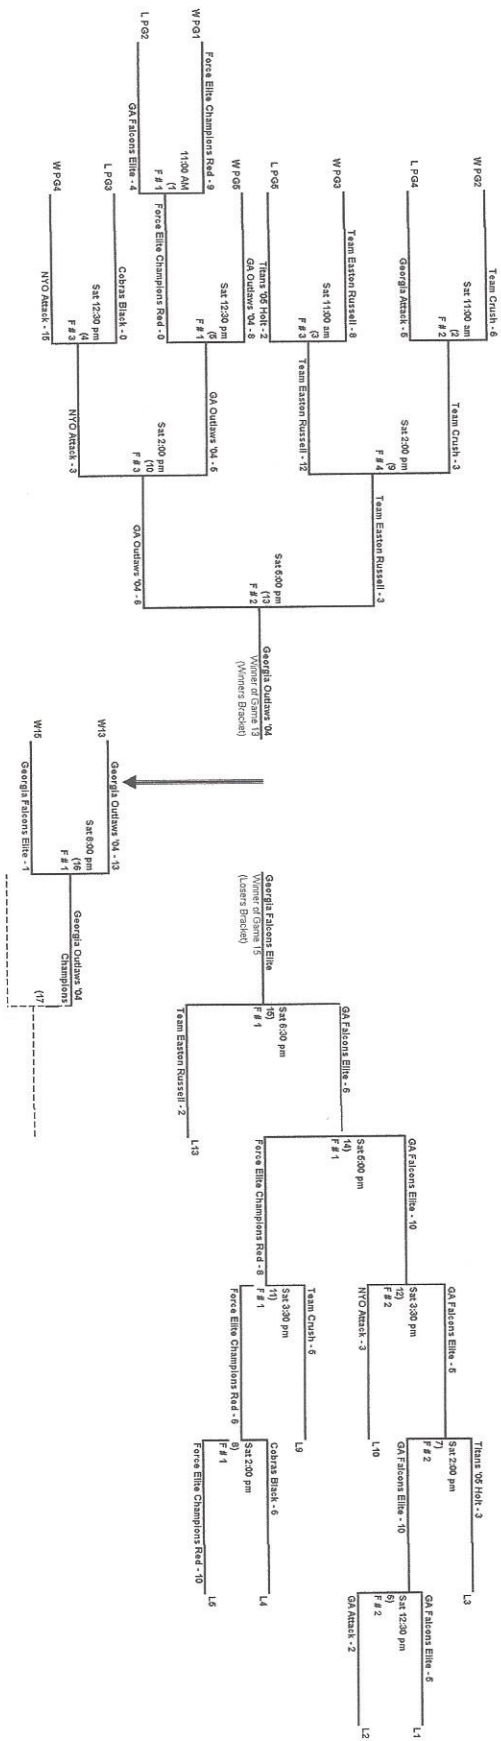 W PG2
Team Crush - 6
Sat 11:00 am
(2
F # 2
L PG4
Georgia Attack - 5
Team Crush - 3
Sat 2:00 pm
(9
F # 4
W PG3
Team Easton Russell - 8
Sat 11:00 am
(3
F # 3
L PG5
Titans '05 Holt - 2
Team Easton Russell - 12
Team Easton Russell - 3
Sat 5:00 pm
(13
F # 2
Georgia Outlaws '04
Winner of Game 13
(Winners Bracket)
W PG5
GA Outlaws '04 - 8
Sat 12:30 pm
(5
F # 1
W PG1
Force Elite Champions Red - 9
11:00 AM
(1
F # 1
L PG2
GA Falcons Elite - 4
Force Elite Champions Red - 0
GA Outlaws '04 - 5
Sat 2:00 pm
(10
F # 3
L PG3
Cobras Black - 0
Sat 12:30 pm
(4
F # 3
W PG4
NYO Attack - 15
NYO Attack - 3
GA Outlaws '04 - 6
W13
Georgia Outlaws '04 - 13
Sat 8:00 pm
(16
F # 1
W15
Georgia Falcons Elite - 1
Georgia Outlaws '04
Champions
(17
Georgia Falcons Elite
Winner of Game 15
(Losers Bracket)
GA Falcons Elite - 6
Sat 6:30 pm
15)
F # 1
Team Easton Russell - 2
L13
GA Falcons Elite - 10
Sat 5:00 pm
14)
F # 1
Force Elite Champions Red - 8
GA Falcons Elite - 5
Sat 3:30 pm
12)
F # 2
NYO Attack - 3
L10
Titans '05 Holt - 3
L3
Sat 2:00 pm
7)
F # 2
GA Falcons Elite - 10
GA Falcons Elite - 5
L1
Sat 12:30 pm
6)
F # 2
GA Attack - 2
L2
Team Crush - 5
L9
Sat 3:30 pm
11)
F # 1
Force Elite Champions Red - 6
Cobras Black - 6
L4
Sat 2:00 pm
8)
F # 1
Force Elite Champions Red - 10
L5